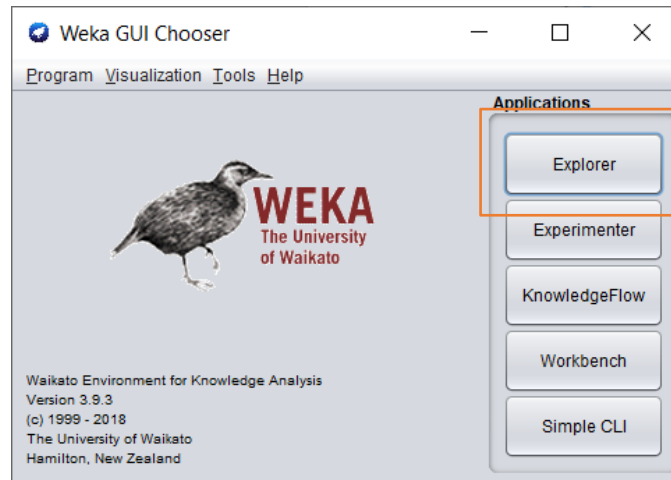 Weka GUI Chooser
Program Visualization Tools Help
Applications
Explorer
Experimenter
KnowledgeFlow
Workbench
Simple CLI
WEKA
The University
of Waikato
Waikato Environment for Knowledge Analysis
Version 3.9.3
(c) 1999 - 2018
The University of Waikato
Hamilton, New Zealand